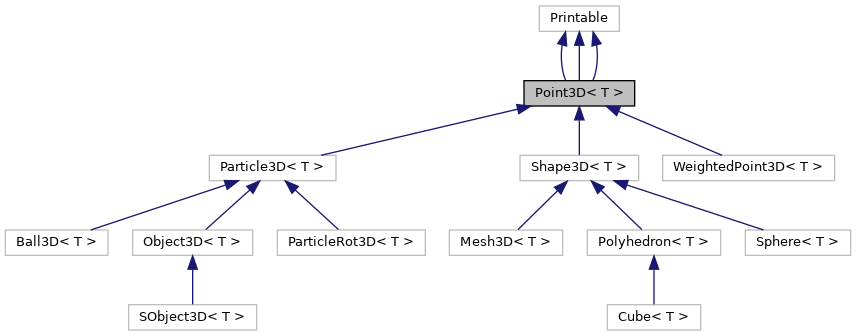 Printable
Point3D< T >
Particle3D< T >
Shape3D< T >
WeightedPoint3D< T >
Ball3D< T >
Object3D< T >
ParticleRot3D< T >
Mesh3D< T >
Polyhedron< T >
Sphere< T >
SObject3D< T >
Cube< T >